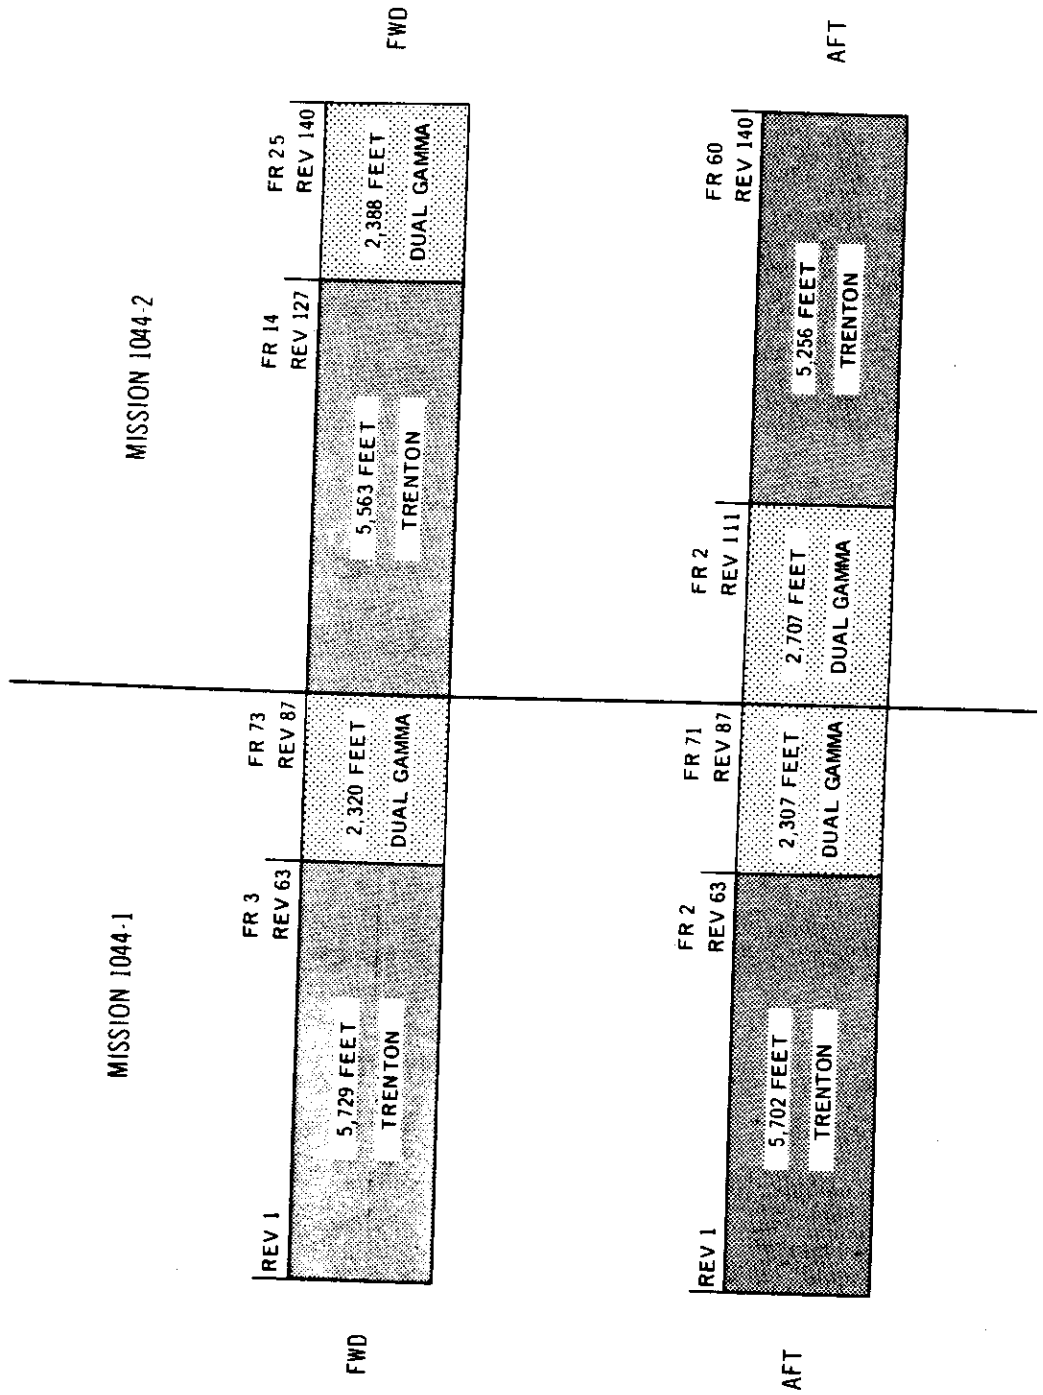 MISSION 1044-1
MISSION 1044-2
FWD
REV 1
FR 3
REV 63
FR 73
REV 87
FR 14
REV 127
FR 25
REV 140
FWD
5,729 FEET
TRENTON
2,320 FEET
DUAL GAMMA
5,563 FEET
TRENTON
2,388 FEET
DUAL GAMMA
AFT
REV 1
FR 2
REV 63
FR 71
REV 87
FR 2
REV 111
FR 60
REV 140
AFT
5,702 FEET
TRENTON
2,307 FEET
DUAL GAMMA
2,707 FEET
DUAL GAMMA
5,256 FEET
TRENTON